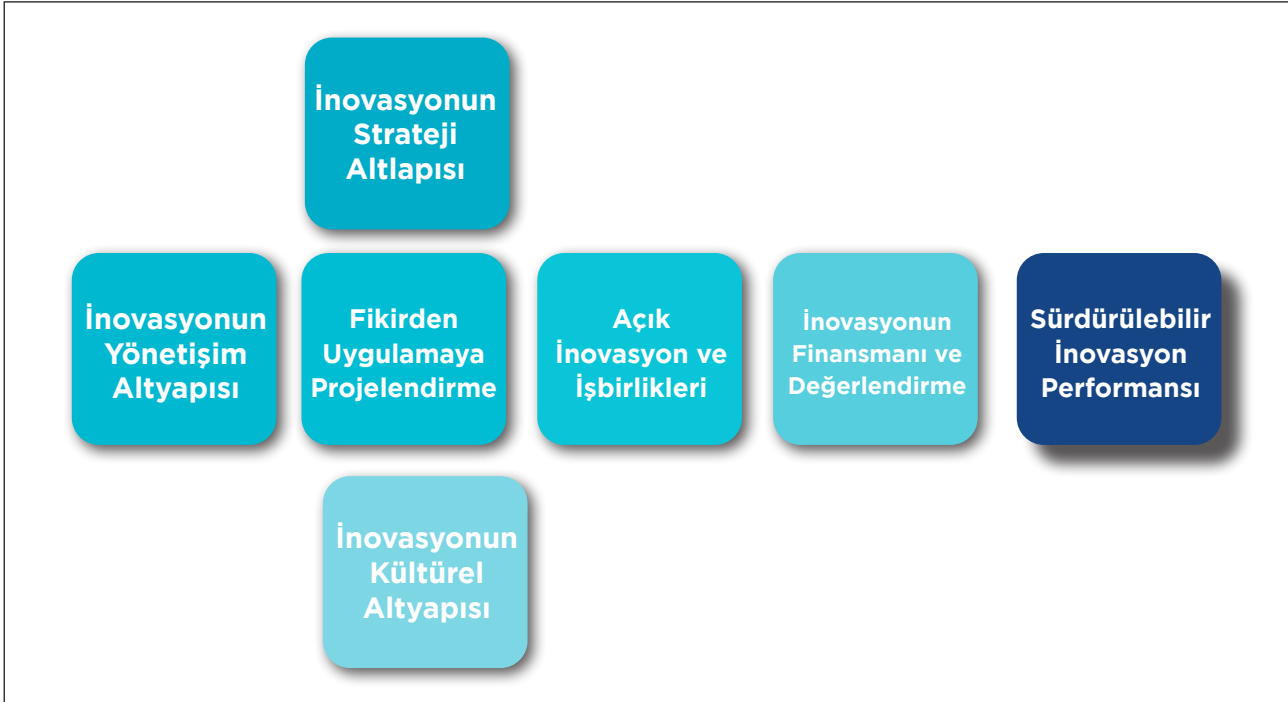 İnovasyonun
Strateji
Altlapısı
İnovasyonun
Yönetişim
Altyapısı
Fikirden
Uygulamaya
Projelendirme
Açık
İnovasyon ve
İşbirlikleri
İnovasyonun
Finansmanı ve
Değerlendirme
Sürdürülebilir
İnovasyon
Performansı
İnovasyonun
Kültürel
Altyapısı